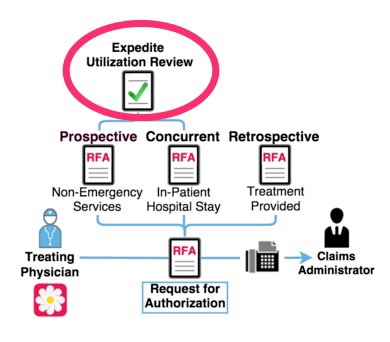 Expedite
Utilization Review
Prospective Concurrent Retrospective
RFA RFA RFA
Non-Emergency
Services
In-Patient
Hospital Stay
Treatment
Provided
Treating
Physician
RFA
Request for
Authorization
Claims
Administrator